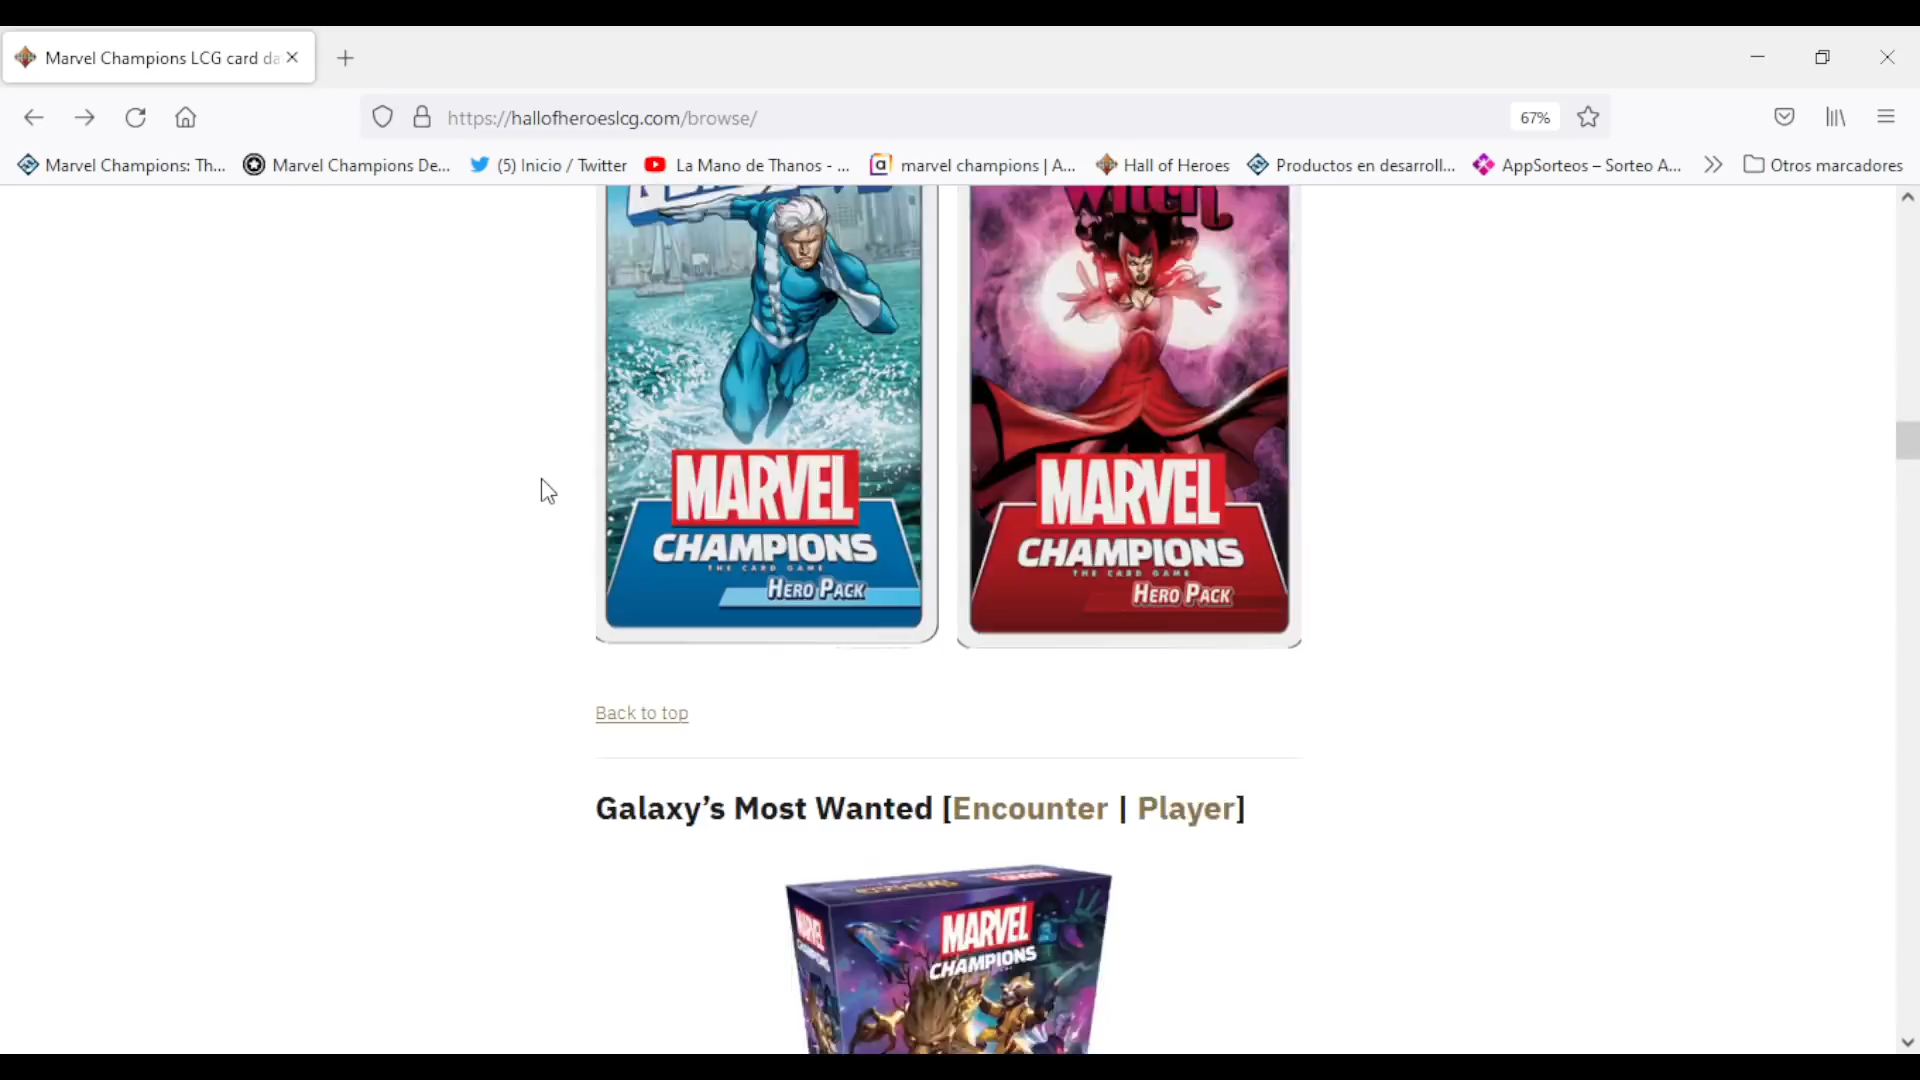 Marvel Champions LCG card da
https://hallofheroeslcg.com/browse/
67%
Marvel Champions: Th...
Marvel Champions De...
(5) Inicio / Twitter
La Mano de Thanos - ...
marvel champions | A...
Hall of Heroes
Productos en desarroll...
AppSorteos – Sorteo A...
Otros marcadores
WITCH
MARVEL
CHAMPIONS
THE CARD GAME
HERO PACK
MARVEL
CHAMPIONS
THE CARD GAME
HERO PACK
Back to top
Galaxy’s Most Wanted [Encounter | Player]
MARVEL
CHAMPIONS
MARVEL